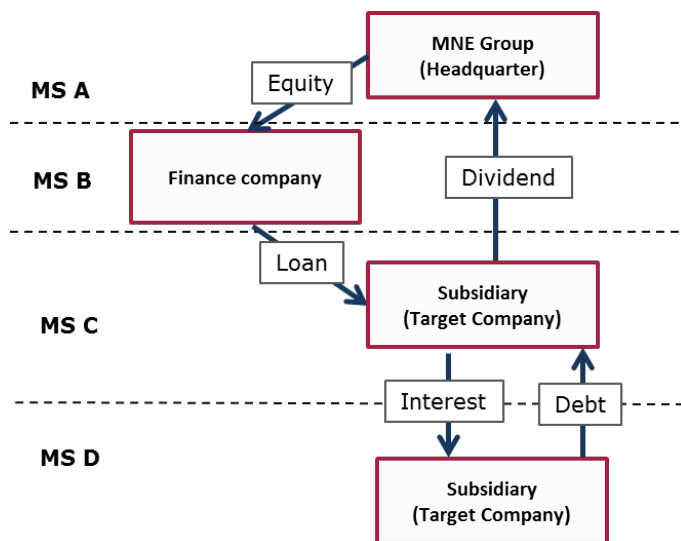 MNE Group
(Headquarter)
Equity
MS A
Finance company
MS B
Dividend
Loan
Subsidiary
(Target Company)
MS C
Interest
Debt
MS D
Subsidiary
(Target Company)